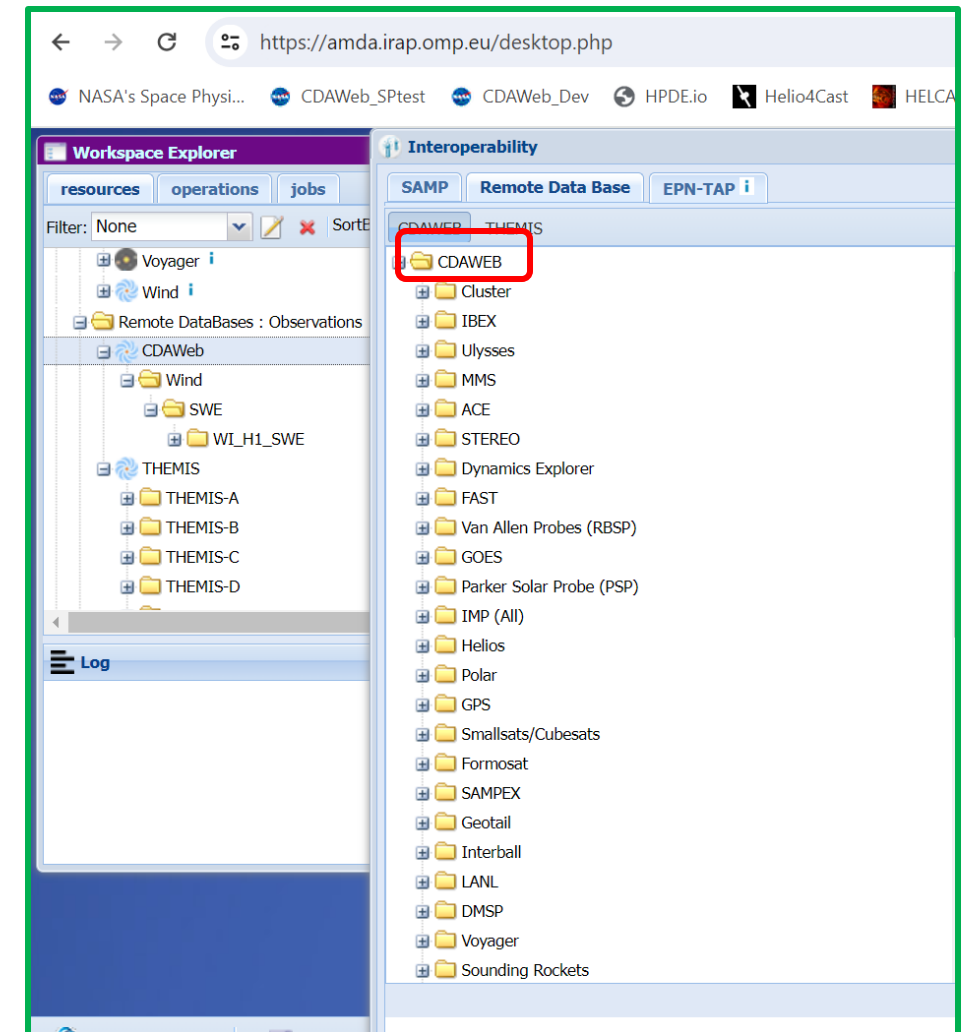 https://amda.irap.omp.eu/desktop.php
NASA's Space Physi... CDAWeb_SPtest CDAWeb_Dev HPDE.io Helio4Cast HELCA
Workspace Explorer
resources operations jobs
Filter: None SortB
Voyager i
Wind i
Remote DataBases : Observations
CDAWeb
Wind
SWE
WI_H1_SWE
THEMIS
THEMIS-A
THEMIS-B
THEMIS-C
THEMIS-D
Log
Interoperability
SAMP Remote Data Base EPN-TAP i
CDAWEB THEMIS
CDAWEB
Cluster
IBEX
Ulysses
MMS
ACE
STEREO
Dynamics Explorer
FAST
Van Allen Probes (RBSP)
GOES
Parker Solar Probe (PSP)
IMP (All)
Helios
Polar
GPS
Smallsats/Cubesats
Formosat
SAMPEX
Geotail
Interball
LANL
DMSP
Voyager
Sounding Rockets